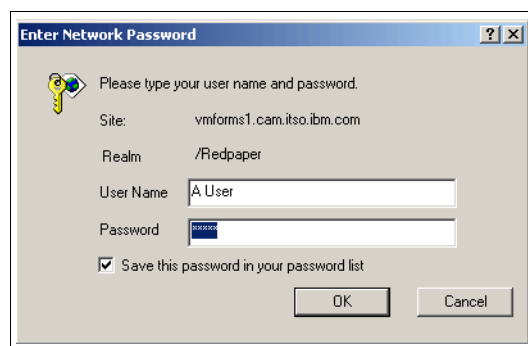 Enter Network Password
Please type your user name and password.
Site: vmforms1.cam.itso.ibm.com
Realm /Redpaper
User Name A User
Password xxxxx
Save this password in your password list
OK Cancel